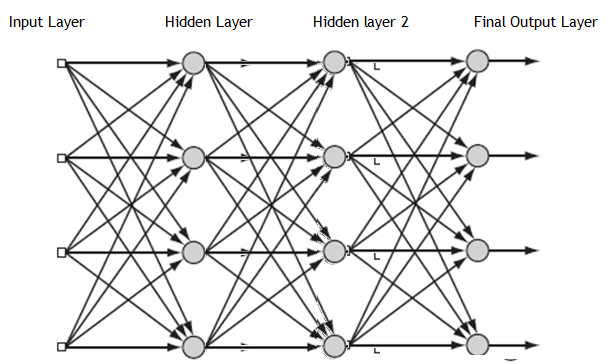 Input Layer
Hidden Layer
Hidden layer 2
Final Output Layer